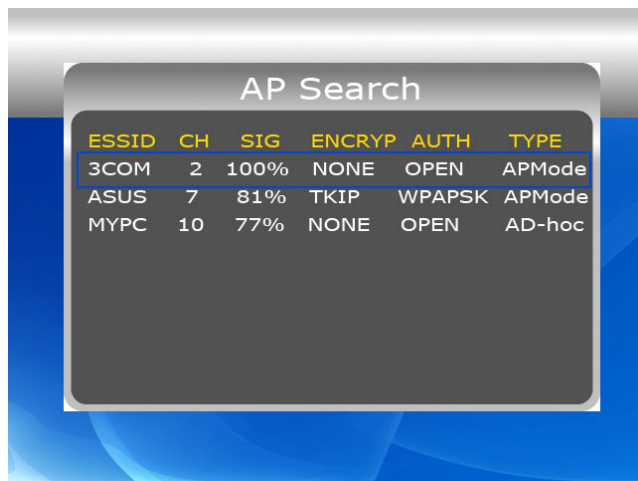 AP Search
ESSID CH SIG ENCRYP AUTH TYPE
3COM 2 100% NONE OPEN APMode
ASUS 7 81% TKIP WPAPSK APMode
MYPC 10 77% NONE OPEN AD-hoc